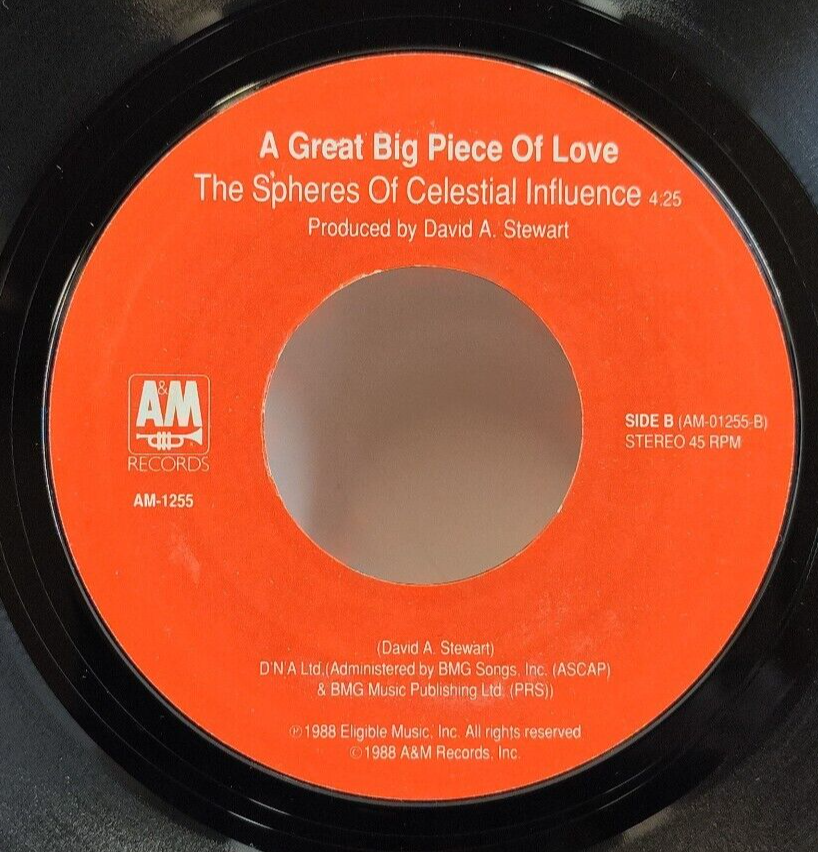 A Great Big Piece Of Love
The Spheres Of Celestial Influence 4:25
Produced by David A. Stewart
A&M
RECORDS
AM-1255
SIDE B (AM-01255-B)
STEREO 45 RPM
(David A. Stewart)
D'N'A Ltd.(Administered by BMG Songs, Inc. (ASCAP)
& BMG Music Publishing Ltd. (PRS))
℗1988 Eligible Music, Inc. All rights reserved
©1988 A&M Records, Inc.